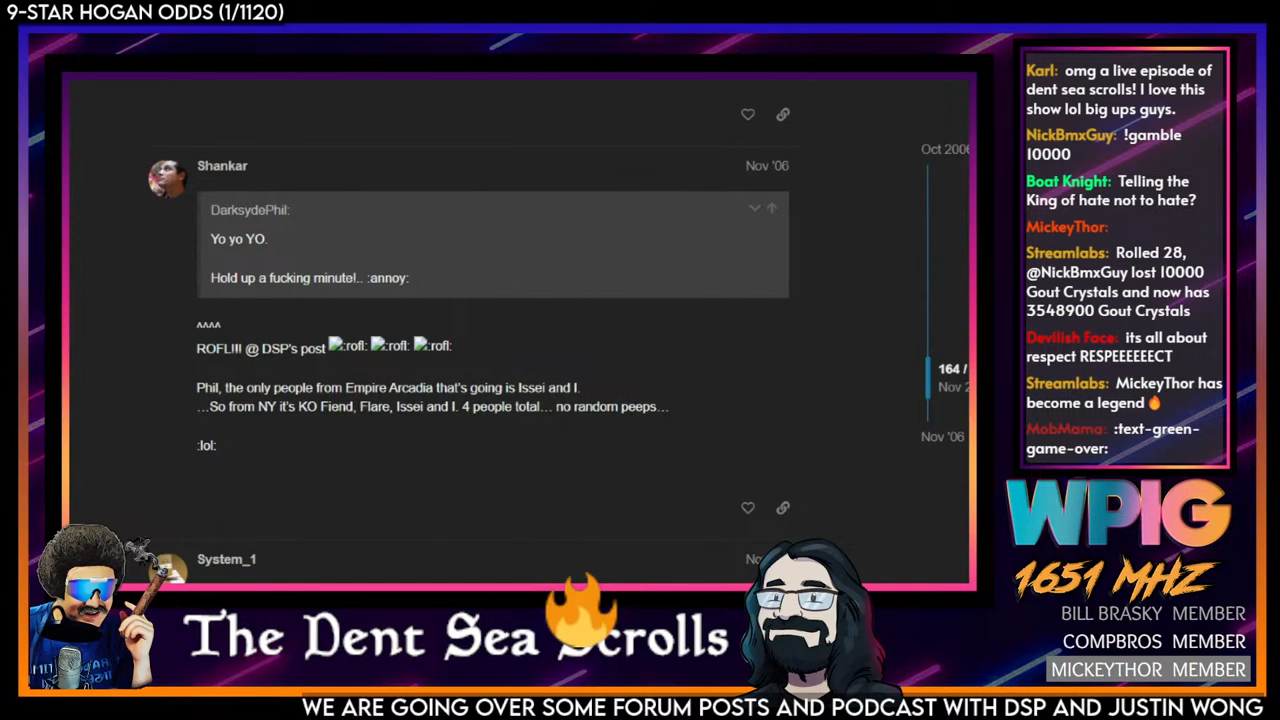 9-STAR HOGAN ODDS (1/1120)
Oct 2006
Shankar
Nov '06
DarksydePhil:
Yo yo YO.
Hold up a fucking minute!.. :annoy:
^^^^
ROFL!!! @ DSP's post :rofl: :rofl: :rofl:
Phil, the only people from Empire Arcadia that's going is Issei and I.
…So from NY it's KO Fiend, Flare, Issei and I. 4 people total… no random peeps…
:lol:
164 /
Nov 2
Nov '06
System_1
Karl: omg a live episode of
dent sea scrolls! I love this
show lol big ups guys.
NickBmxGuy: !gamble
10000
Boat Knight: Telling the
King of hate not to hate?
MickeyThor:
Streamlabs: Rolled 28,
@NickBmxGuy lost 10000
Gout Crystals and now has
3548900 Gout Crystals
Devilish Face: its all about
respect RESPEEEEEECT
Streamlabs: MickeyThor has
become a legend🔥
MobMama: :text-green-
game-over:
WPIG
1651 MHZ
BILL BRASKY MEMBER
COMPBROS MEMBER
MICKEYTHOR MEMBER
The Dent Sea Scrolls
WE ARE GOING OVER SOME FORUM POSTS AND PODCAST WITH DSP AND JUSTIN WONG